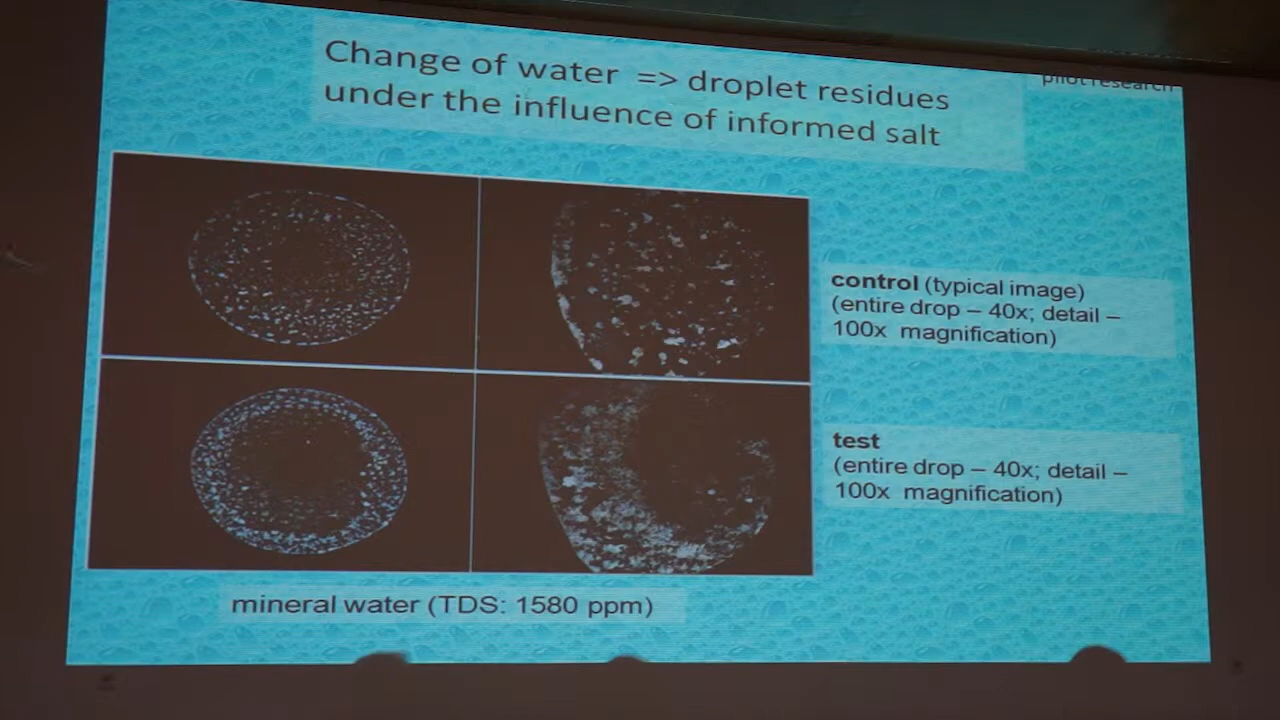 Change of water => droplet residues
under the influence of informed salt
pilot research
control (typical image)
(entire drop – 40x; detail –
100x magnification)
test
(entire drop – 40x; detail –
100x magnification)
mineral water (TDS: 1580 ppm)